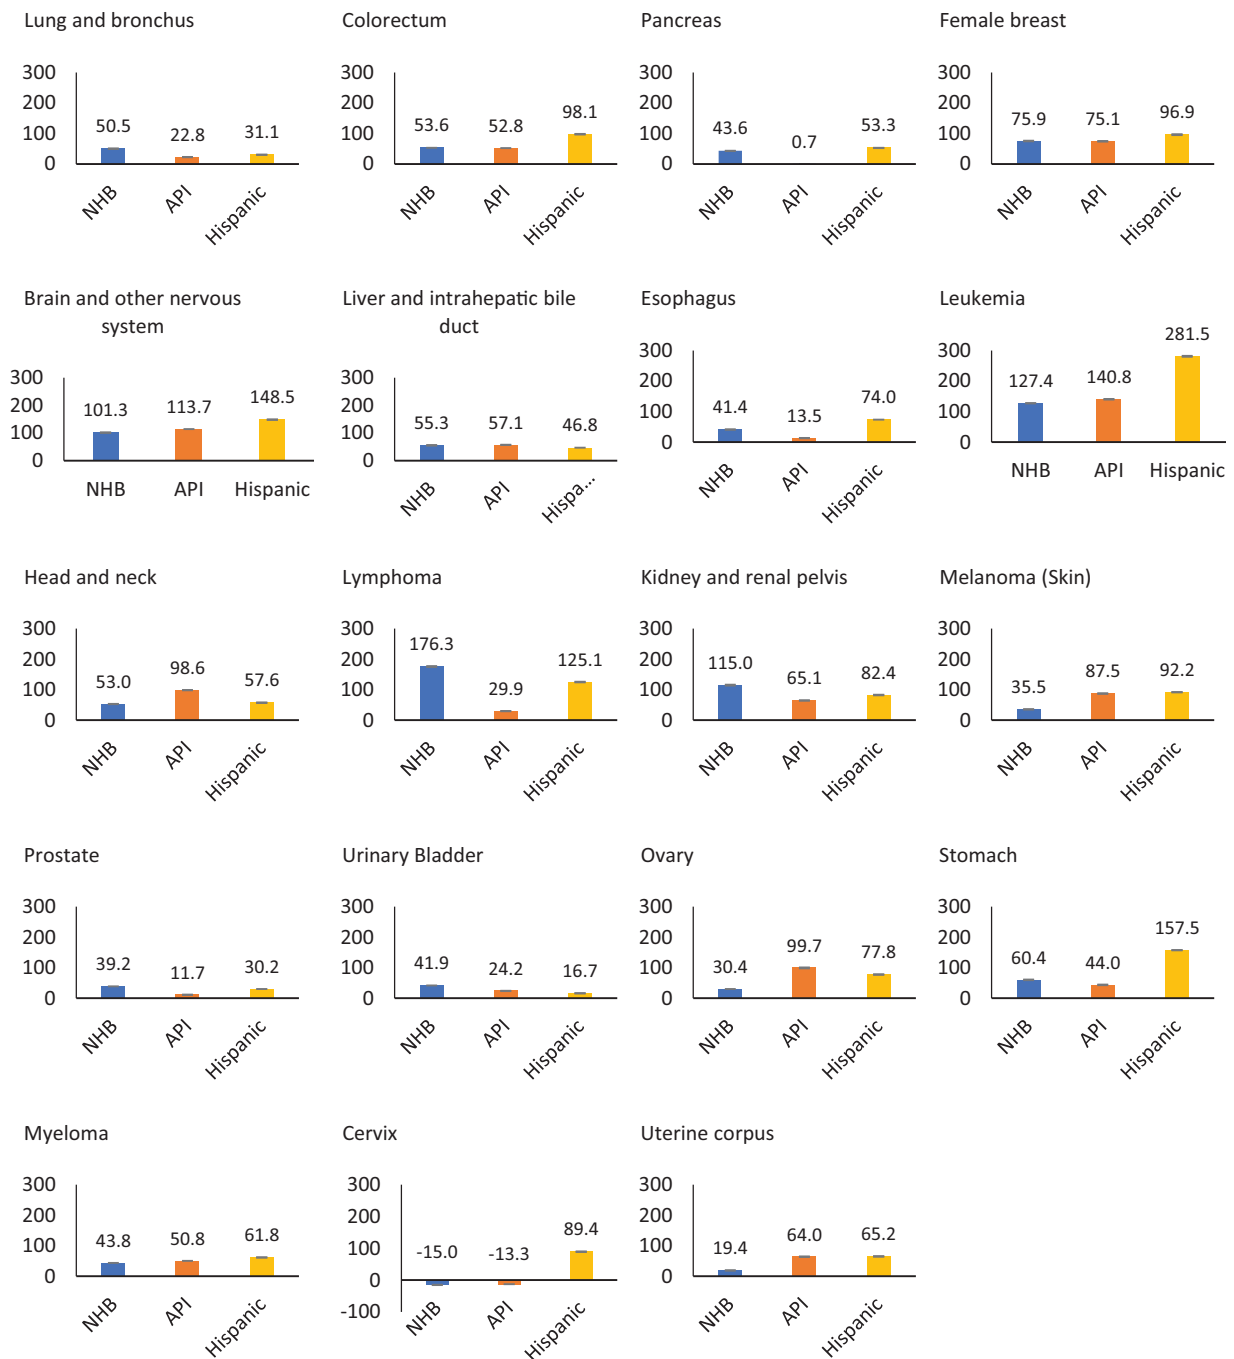 Lung and bronchus
300
200
100
0
50.5
22.8
31.1
NHB
API
Hispanic
Colorectum
300
200
100
0
53.6
52.8
98.1
NHB
API
Hispanic
Pancreas
300
200
100
0
43.6
0.7
53.3
NHB
API
Hispanic
Female breast
300
200
100
0
75.9
75.1
96.9
NHB
API
Hispanic
Brain and other nervous
system
300
200
100
0
101.3
113.7
148.5
NHB
API
Hispanic
Liver and intrahepatic bile
duct
300
200
100
0
55.3
57.1
46.8
NHB
API
Hispa...
Esophagus
300
200
100
0
41.4
13.5
74.0
NHB
API
Hispanic
Leukemia
300
200
100
0
127.4
140.8
281.5
NHB
API
Hispanic
Head and neck
300
200
100
0
53.0
98.6
57.6
NHB
API
Hispanic
Lymphoma
300
200
100
0
176.3
29.9
125.1
NHB
API
Hispanic
Kidney and renal pelvis
300
200
100
0
115.0
65.1
82.4
NHB
API
Hispanic
Melanoma (Skin)
300
200
100
0
35.5
87.5
92.2
NHB
API
Hispanic
Prostate
300
200
100
0
39.2
11.7
30.2
NHB
API
Hispanic
Urinary Bladder
300
200
100
0
41.9
24.2
16.7
NHB
API
Hispanic
Ovary
300
200
100
0
30.4
99.7
77.8
NHB
API
Hispanic
Stomach
300
200
100
0
60.4
44.0
157.5
NHB
API
Hispanic
Myeloma
300
200
100
0
43.8
50.8
61.8
NHB
API
Hispanic
Cervix
300
200
100
0
-100
-15.0
-13.3
89.4
NHB
API
Hispanic
Uterine corpus
300
200
100
0
19.4
64.0
65.2
NHB
API
Hispanic